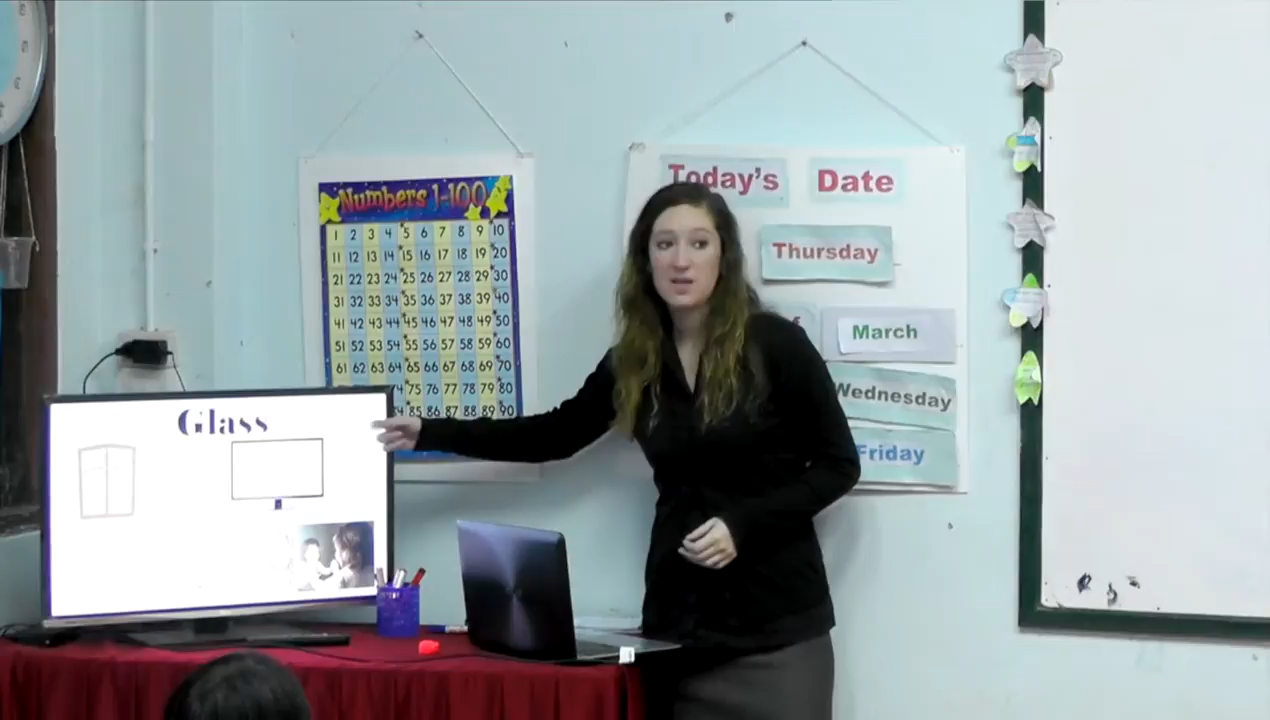 Numbers 1-100
1 2 3 4 5 6 7 8 9 10
11 12 13 14 15 16 17 18 19 20
21 22 23 24 25 26 27 28 29 30
31 32 33 34 35 36 37 38 39 40
41 42 43 44 45 46 47 48 49 50
51 52 53 54 55 56 57 58 59 60
61 62 63 64 65 66 67 68 69 70
74 75 76 77 78 79 80
84 85 86 87 88 89 90
Today's Date
Thursday
f
March
Wednesday
Friday
Glass